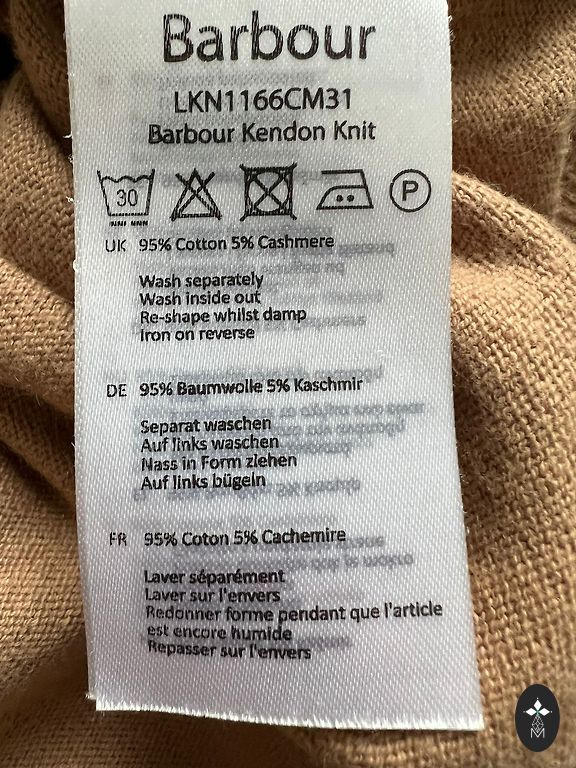 Barbour
LKN1166CM31
Barbour Kendon Knit
30
P
UK 95% Cotton 5% Cashmere
Wash separately
Wash inside out
Re-shape whilst damp
Iron on reverse
DE 95% Baumwolle 5% Kaschmir
Separat waschen
Auf links waschen
Nass in Form ziehen
Auf links bügeln
FR 95% Coton 5% Cachemire
Laver séparément
Laver sur l'envers
Redonner forme pendant que l'article
est encore humide
Repasser sur l'envers
M